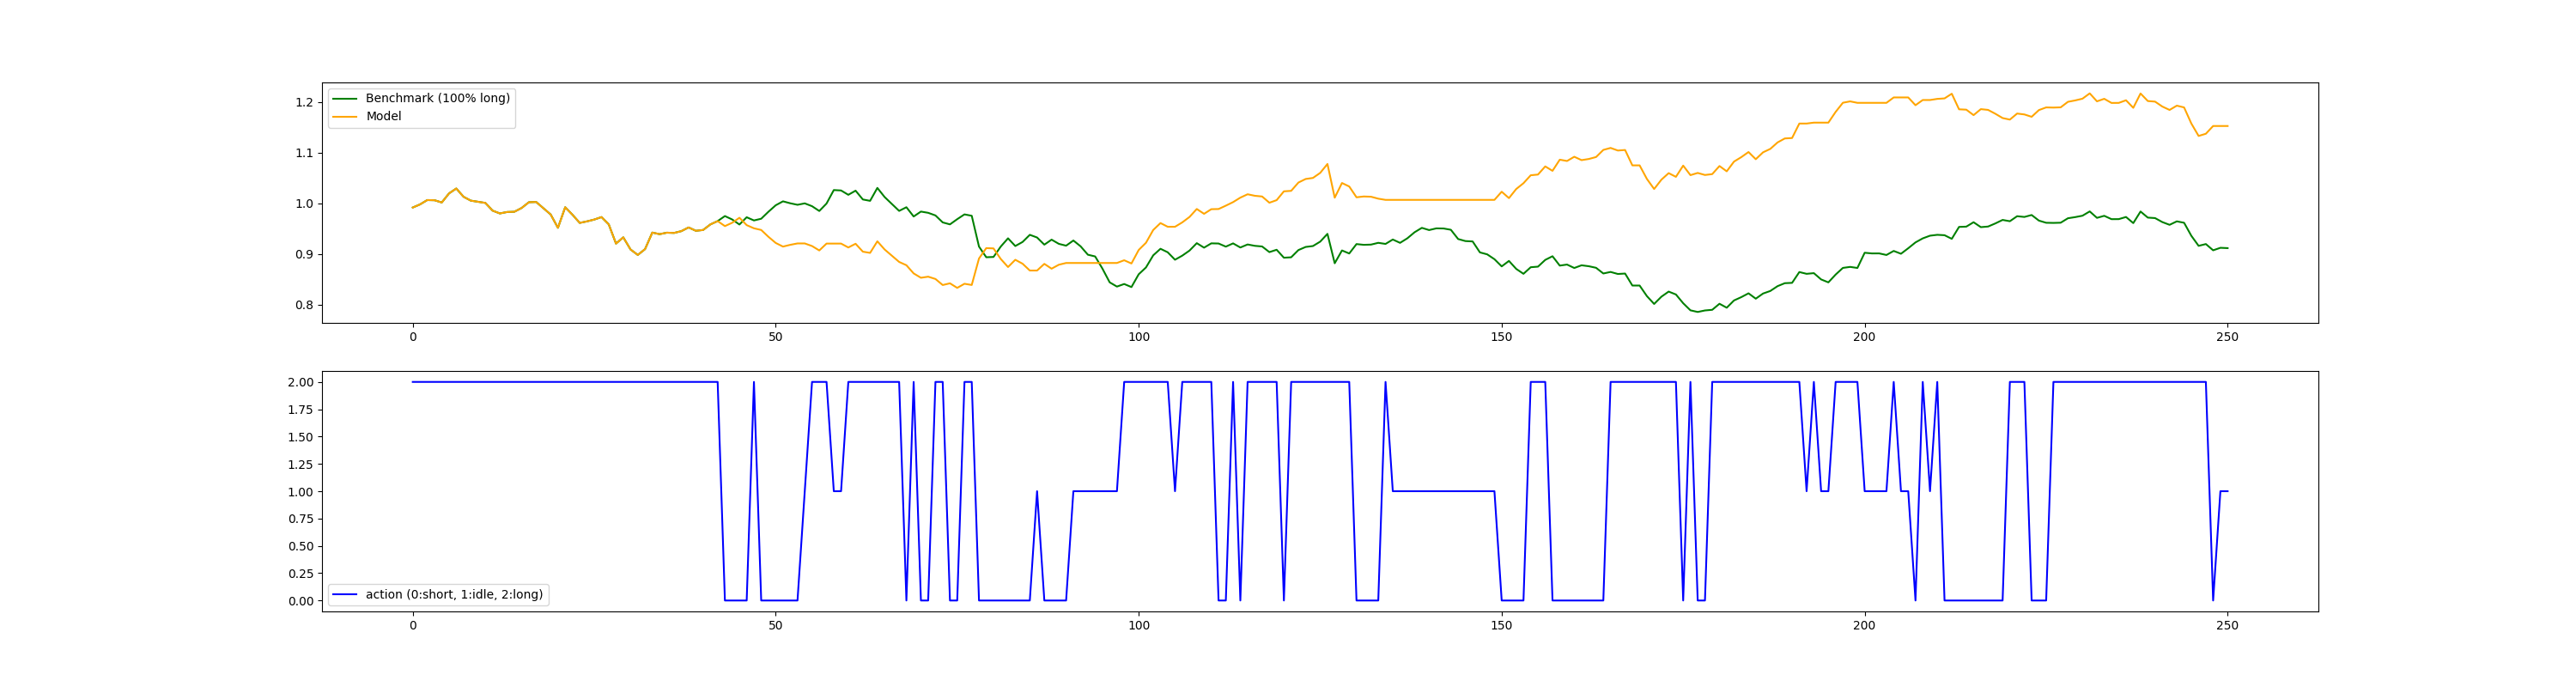 Benchmark (100% long)
Model
1.2
1.1
1.0
0.9
0.8
0 50 100 150 200 250
2.00
1.75
1.50
1.25
1.00
0.75
0.50
0.25
0.00
action (0:short, 1:idle, 2:long)
0 50 100 150 200 250